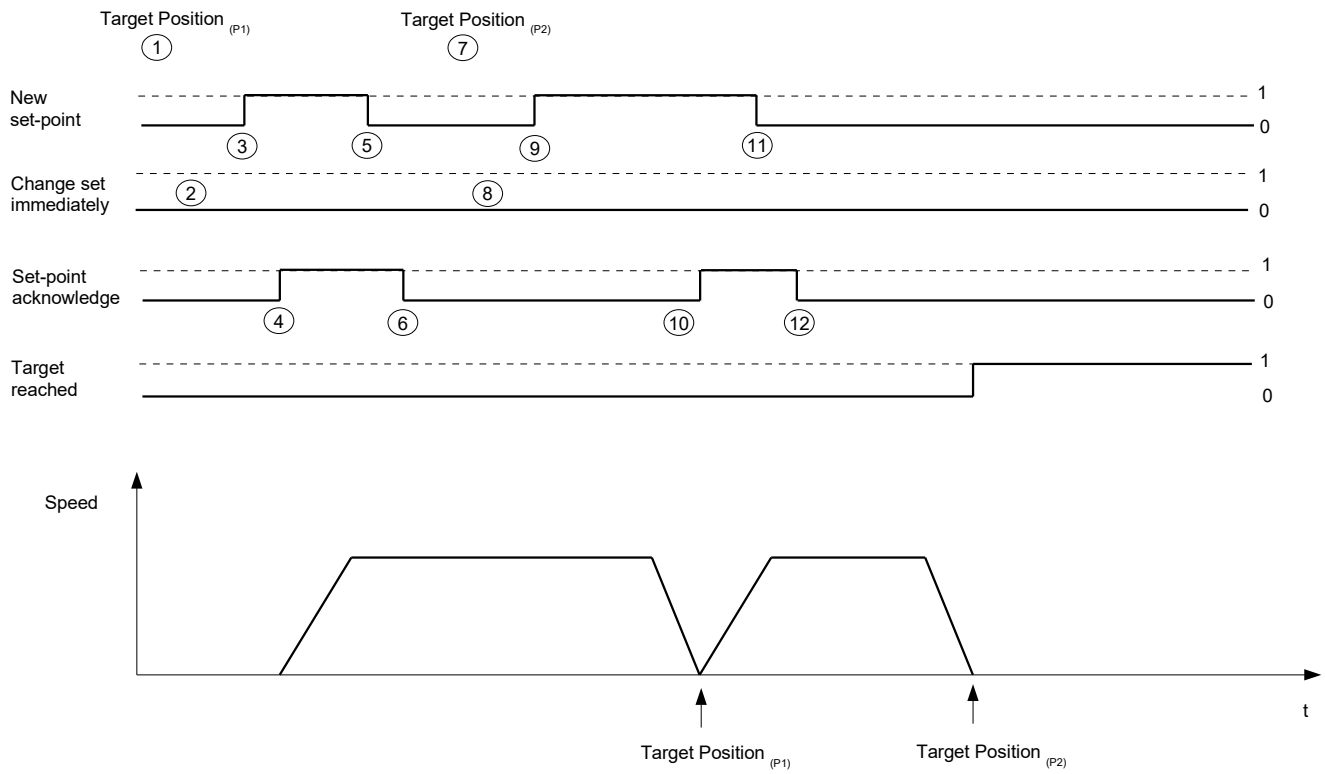 Target Position (P1)
Target Position (P2)
1
7
New
set-point
1
0
3
5
9
11
Change set
immediately
2
8
1
0
Set-point
acknowledge
1
0
4
6
10
12
Target
reached
1
0
Speed
t
Target Position (P1)
Target Position (P2)